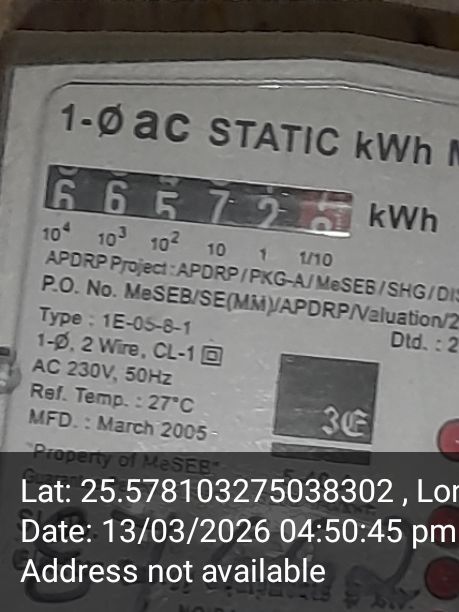 1-Ø ac STATIC kWh M
6 6 5 7 2 kWh
10⁴ 10³ 10² 10 1 1/10
APDRP Project : APDRP / PKG-A / MeSEB / SHG / DIS
P.O. No. MeSEB/SE(MM)/APDRP/Valuation/2
Dtd. : 2
Type : 1E-05-8-1
1-Ø, 2 Wire, CL-1
AC 230V, 50Hz
Ref. Temp. : 27°C
MFD. : March 2005
"Property of MeSEB"
Lat: 25.578103275038302 , Lon
Date: 13/03/2026 04:50:45 pm
Address not available